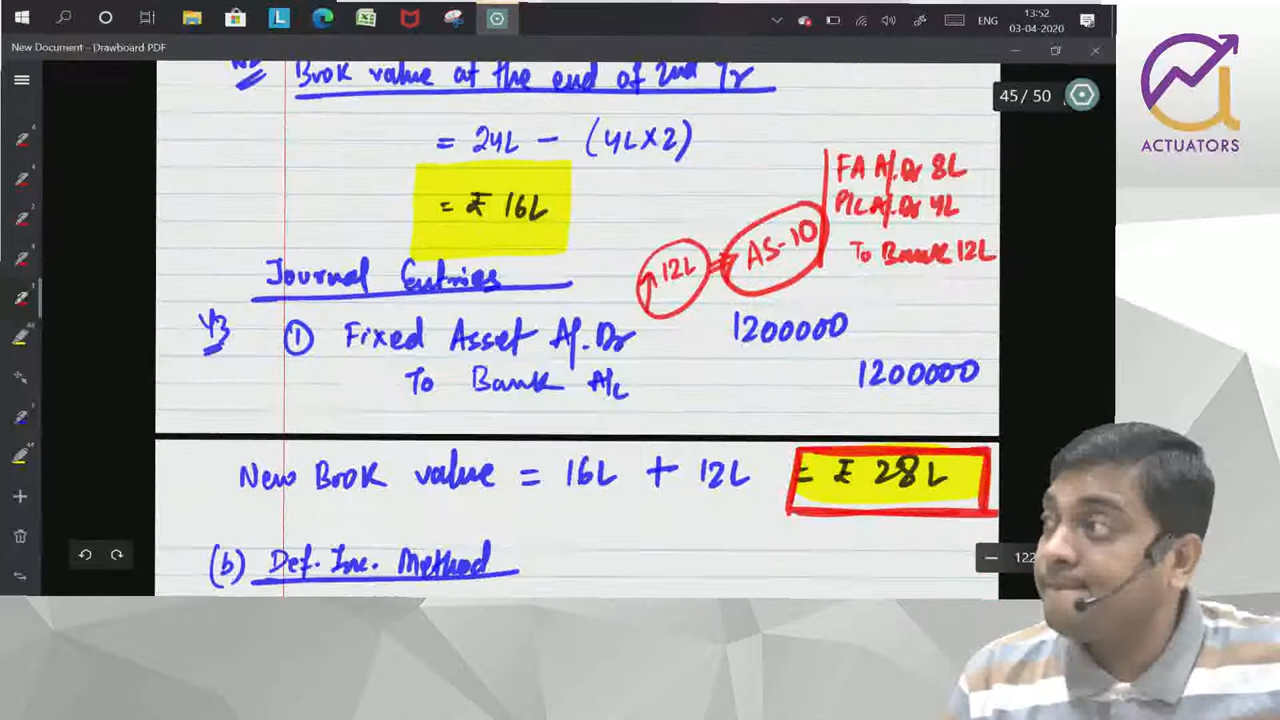 13:52
ENG
03-04-2020
New Document - Drawboard PDF
Book value at the end of 2nd Yr
45 / 50
ACTUATORS
= 24L - (4L×2)
FA A/. Dr 8L
P/L A/. Dr 4L
To Bank 12L
= ₹ 16L
↑ 12L
AS-10
Journal Entries
Y3 ① Fixed Asset A/. Dr 1200000
To Bank A/c 1200000
New Book value = 16L + 12L = ₹ 28L
(b) Def. Inc. Method
122